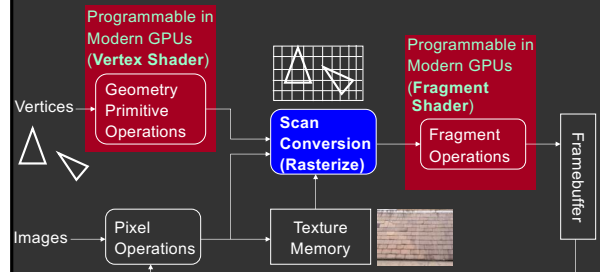 Programmable in
Modern GPUs
(Vertex Shader)
Geometry
Primitive
Operations
Vertices
Scan
Conversion
(Rasterize)
Programmable in
Modern GPUs
(Fragment
Shader)
Fragment
Operations
Framebuffer
Images
Pixel
Operations
Texture
Memory